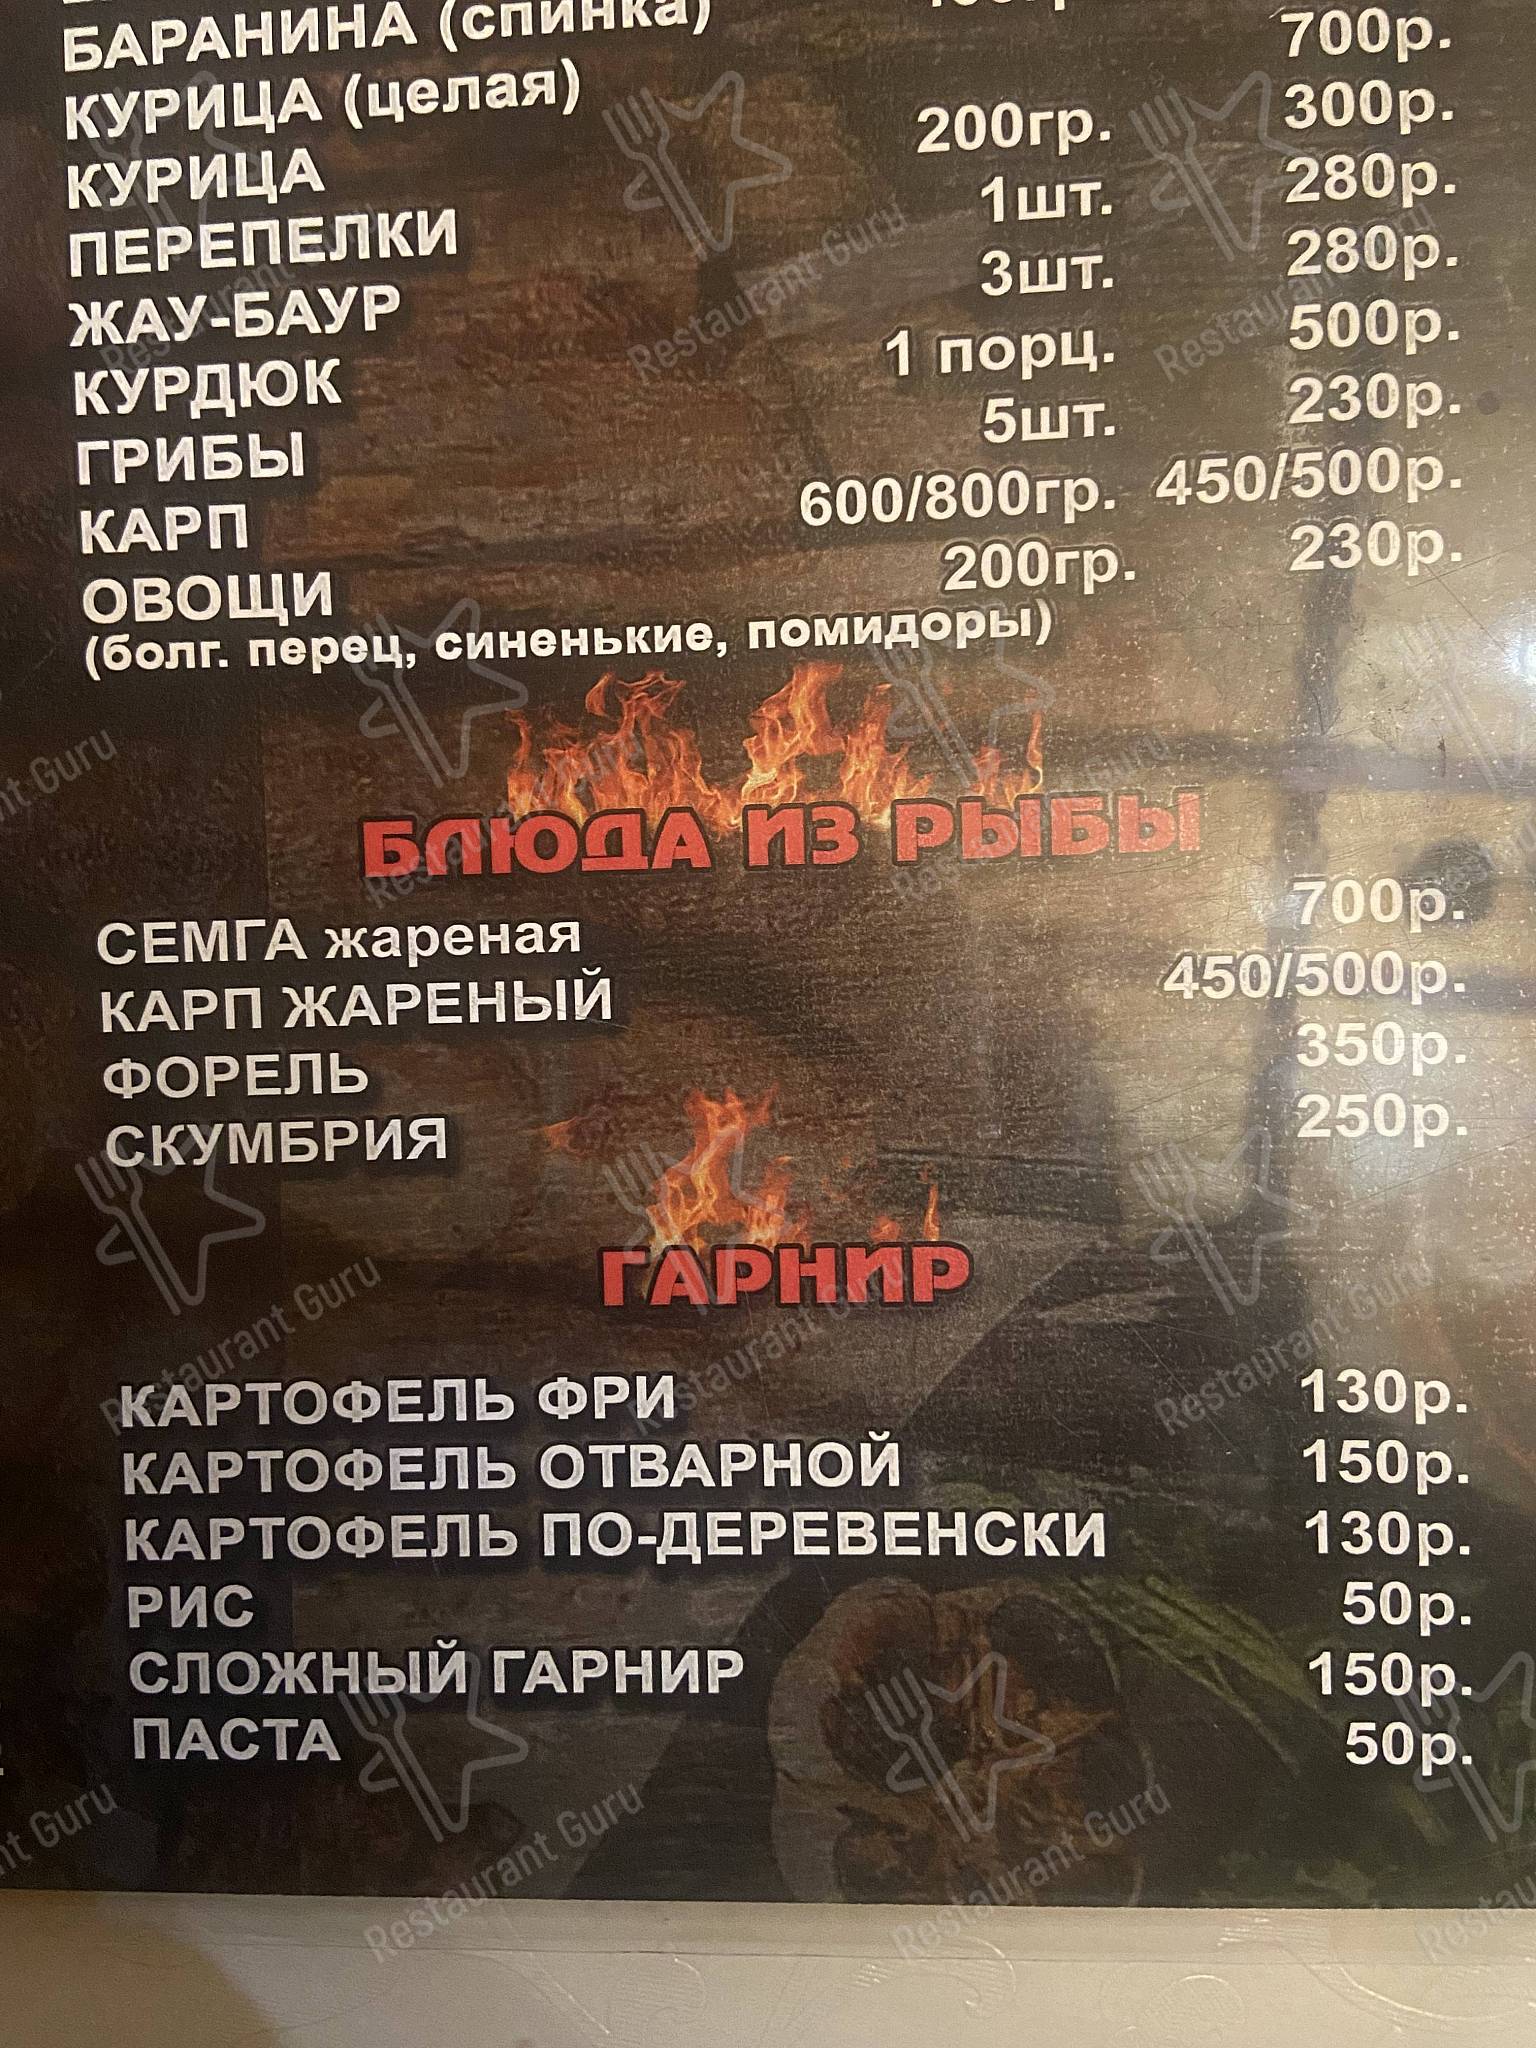 БАРАНИНА (спинка)
КУРИЦА (целая) 700р.
КУРИЦА 200гр. 300р.
ПЕРЕПЕЛКИ 1шт. 280р.
ЖАУ-БАУР 3шт. 280р.
КУРДЮК 1 порц. 500р.
ГРИБЫ 5шт. 230р.
КАРП 600/800гр. 450/500р.
ОВОЩИ 200гр. 230р.
(болг. перец, синенькие, помидоры)
БЛЮДА ИЗ РЫБЫ
СЕМГА жареная 700р.
КАРП ЖАРЕНЫЙ 450/500р.
ФОРЕЛЬ 350р.
СКУМБРИЯ 250р.
ГАРНИР
КАРТОФЕЛЬ ФРИ 130р.
КАРТОФЕЛЬ ОТВАРНОЙ 150р.
КАРТОФЕЛЬ ПО-ДЕРЕВЕНСКИ 130р.
РИС 50р.
СЛОЖНЫЙ ГАРНИР 150р.
ПАСТА 50р.